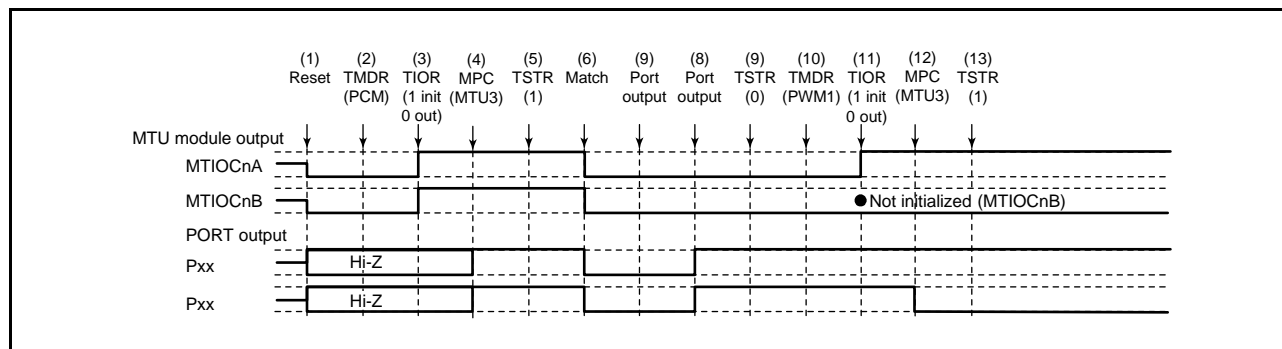 (1) (2) (3) (4) (5) (6) (9) (8) (9) (10) (11) (12) (13)
Reset TMDR TIOR MPC TSTR Match Port Port TSTR TMDR TIOR MPC TSTR
(PCM) (1 init (MTU3) (1) output output (0) (PWM1) (1 init (MTU3) (1)
0 out) 0 out)
MTU module output
MTIOCnA
MTIOCnB Not initialized (MTIOCnB)
PORT output
Pxx Hi-Z
Pxx Hi-Z